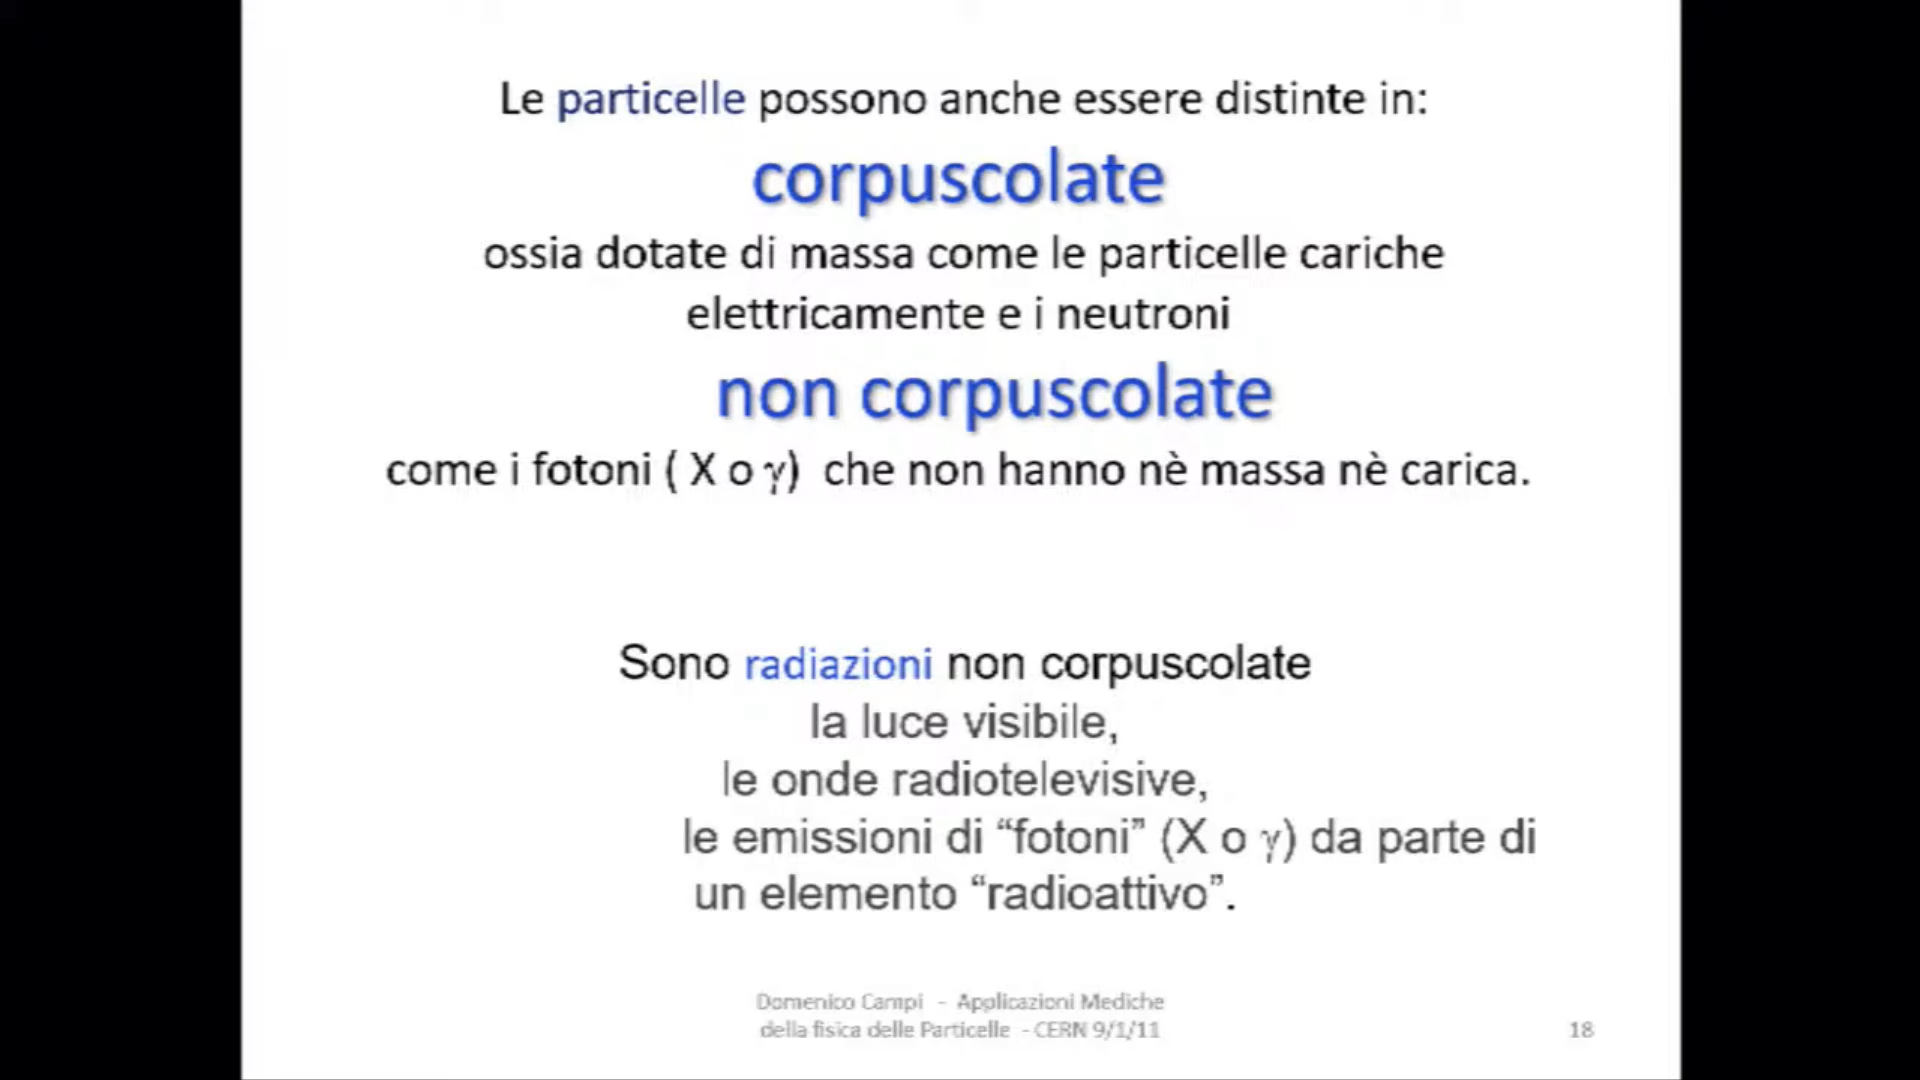 Le particelle possono anche essere distinte in:
corpuscolate
ossia dotate di massa come le particelle cariche
elettricamente e i neutroni
non corpuscolate
come i fotoni ( X o γ) che non hanno nè massa nè carica.
Sono radiazioni non corpuscolate
la luce visibile,
le onde radiotelevisive,
le emissioni di “fotoni” (X o γ) da parte di
un elemento “radioattivo”.
Domenico Campi - Applicazioni Mediche
della fisica delle Particelle - CERN 9/1/11
18